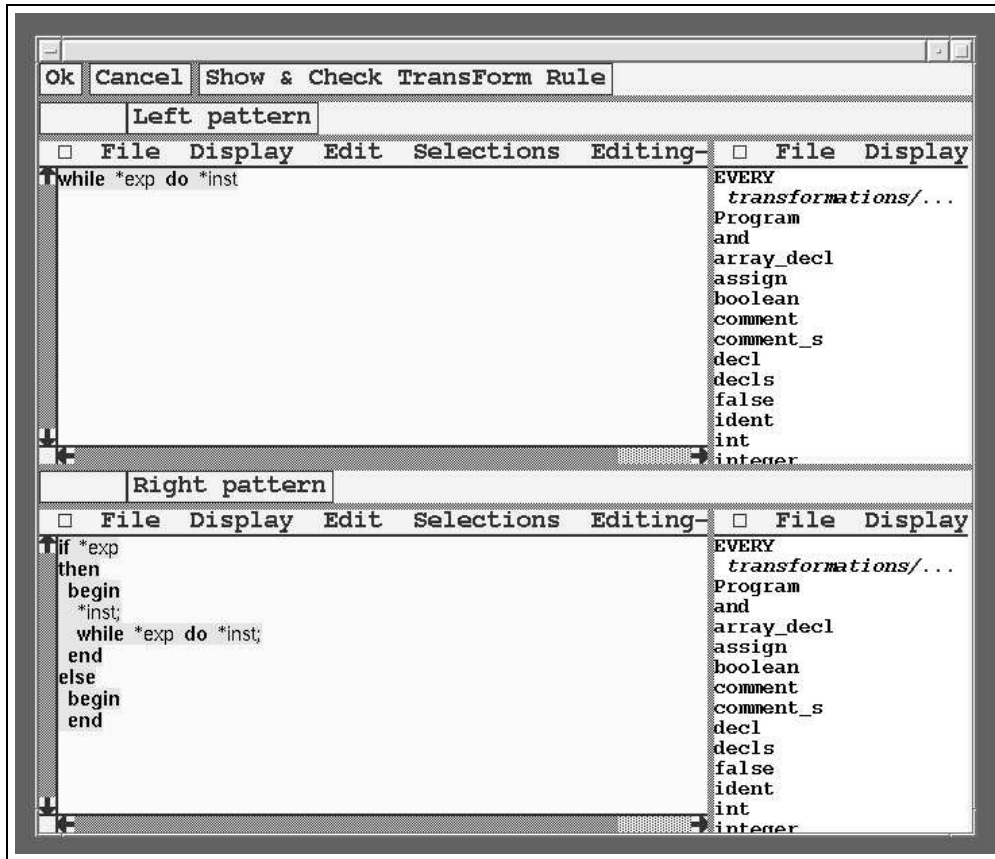 Ok Cancel Show & Check TransForm Rule
Left pattern
File Display Edit Selections Editing-
while *exp do *inst
File Display
EVERY
transformations/...
Program
and
array_decl
assign
boolean
comment
comment_s
decl
decls
false
ident
int
integer
Right pattern
File Display Edit Selections Editing-
if *exp
then
begin
*inst;
while *exp do *inst;
end
else
begin
end
File Display
EVERY
transformations/...
Program
and
array_decl
assign
boolean
comment
comment_s
decl
decls
false
ident
int
integer